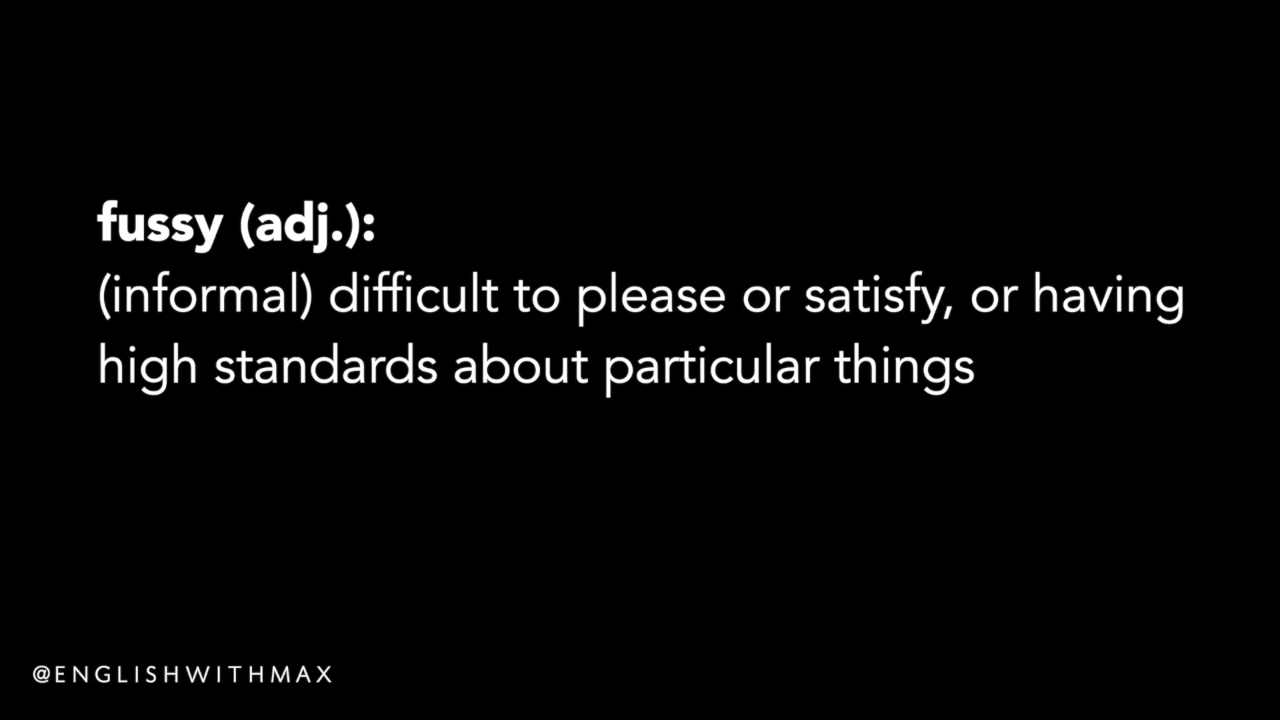 fussy (adj.):
(informal) difficult to please or satisfy, or having
high standards about particular things
@ENGLISHWITHMAX